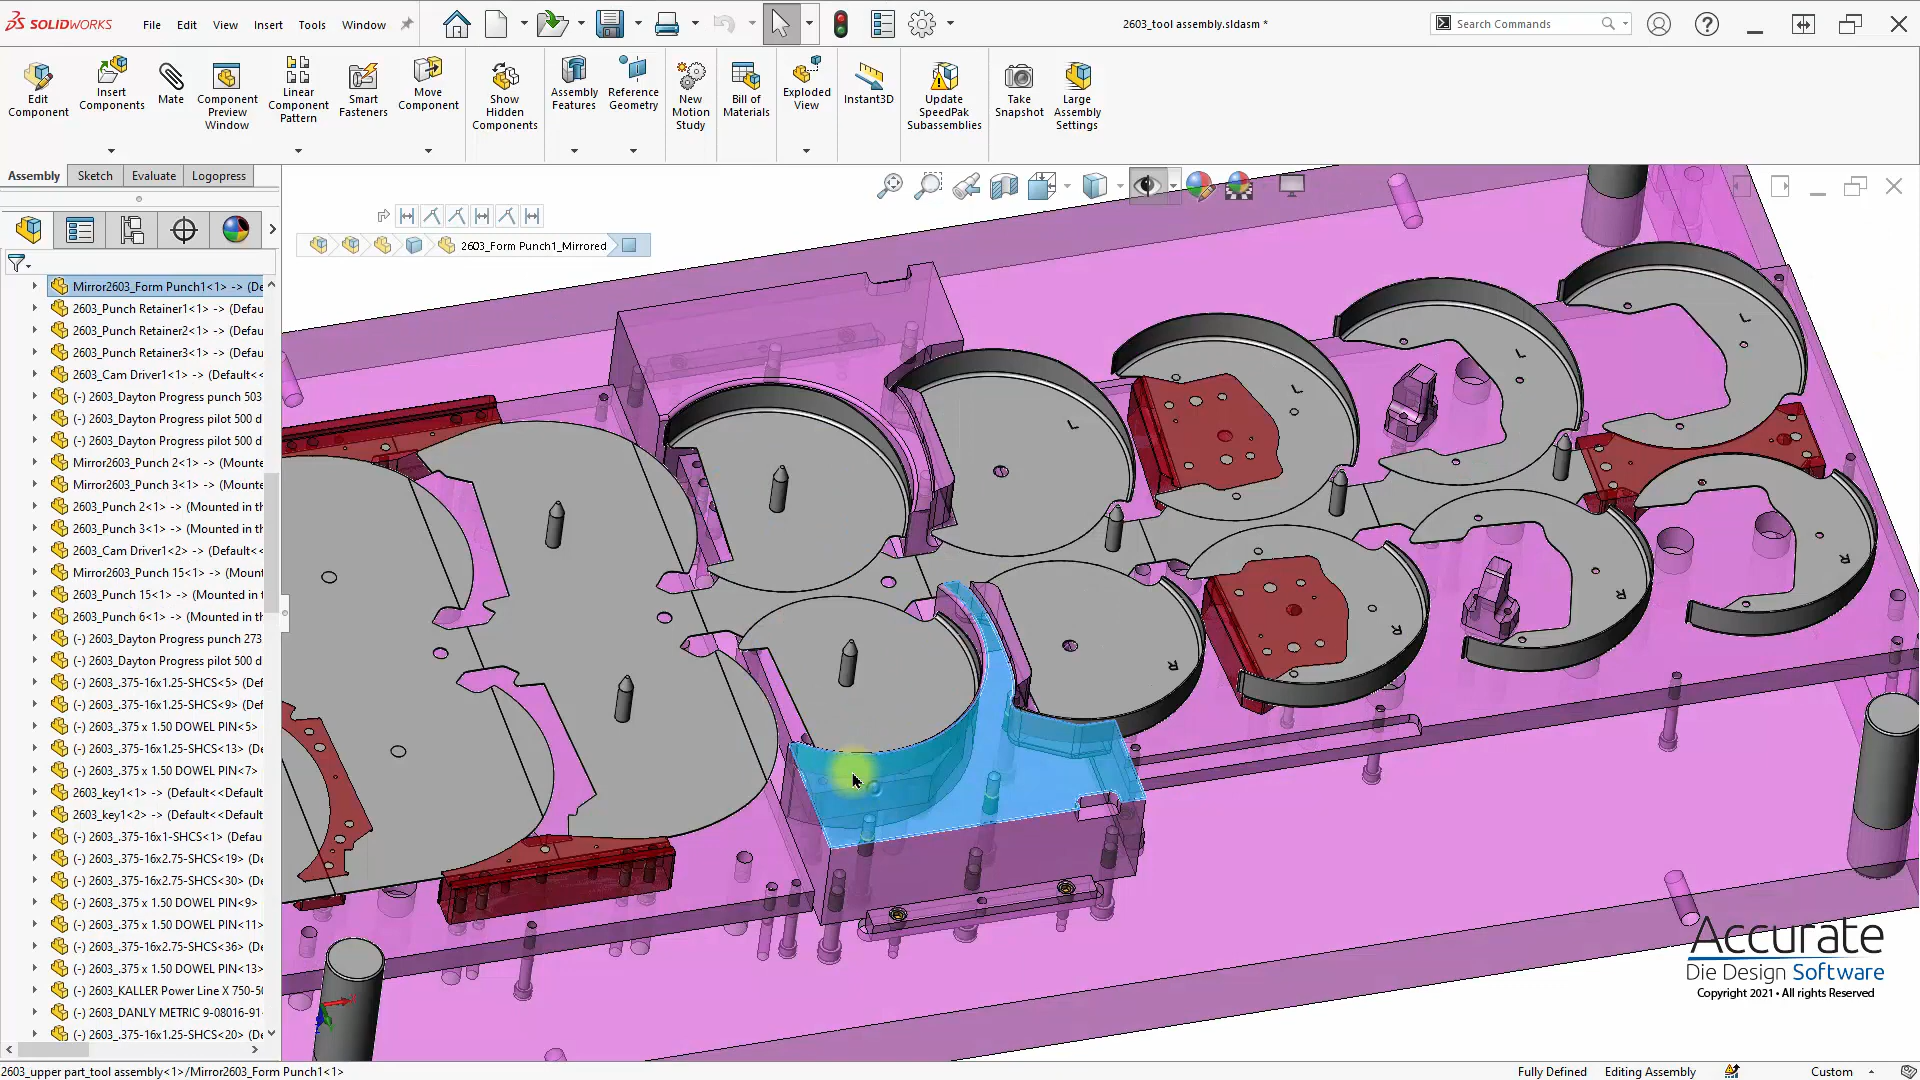 SOLIDWORKS File Edit View Insert Tools Window 2603_tool assembly.sldasm * Search Commands
Edit Component
Insert Components
Mate
Component Preview Window
Linear Component Pattern
Smart Fasteners
Move Component
Show Hidden Components
Assembly Features
Reference Geometry
New Motion Study
Bill of Materials
Exploded View
Instant3D
Update SpeedPak Subassemblies
Take Snapshot
Large Assembly Settings
Assembly Sketch Evaluate Logopress
2603_Form Punch1_Mirrored
Mirror2603_Form Punch1<1> -> (De
2603_Punch Retainer1<1> -> (Defau
2603_Punch Retainer2<1> -> (Defau
2603_Punch Retainer3<1> -> (Defau
2603_Cam Driver1<1> -> (Default<<
(-) 2603_Dayton Progress punch 503
(-) 2603_Dayton Progress pilot 500 d
(-) 2603_Dayton Progress pilot 500 d
Mirror2603_Punch 2<1> -> (Mounte
Mirror2603_Punch 3<1> -> (Mounte
2603_Punch 2<1> -> (Mounted in th
2603_Punch 3<1> -> (Mounted in th
2603_Cam Driver1<2> -> (Default<<
Mirror2603_Punch 15<1> -> (Mount
2603_Punch 15<1> -> (Mounted in t
2603_Punch 6<1> -> (Mounted in the
(-) 2603_Dayton Progress punch 273
(-) 2603_Dayton Progress pilot 500 d
(-) 2603_.375-16x1.25-SHCS<5> (Def
(-) 2603_.375-16x1.25-SHCS<9> (Def
(-) 2603_.375 x 1.50 DOWEL PIN<5>
(-) 2603_.375-16x1.25-SHCS<13> (De
(-) 2603_.375 x 1.50 DOWEL PIN<7>
2603_key1<1> -> (Default<<Default
2603_key1<2> -> (Default<<Default
(-) 2603_.375-16x1-SHCS<1> (Defau
(-) 2603_.375-16x2.75-SHCS<19> (De
(-) 2603_.375-16x2.75-SHCS<30> (De
(-) 2603_.375 x 1.50 DOWEL PIN<9>
(-) 2603_.375 x 1.50 DOWEL PIN<11>
(-) 2603_.375-16x2.75-SHCS<36> (De
(-) 2603_.375 x 1.50 DOWEL PIN<13>
(-) 2603_KALLER Power Line X 750-50
(-) 2603_DANLY METRIC 9-08016-91
(-) 2603_.375-16x1.25-SHCS<20> (De
L
L
L
L
R
R
R
R
Accurate
Die Design Software
Copyright 2021 • All rights Reserved
2603_upper part_tool assembly<1>/Mirror2603_Form Punch1<1> Fully Defined Editing Assembly Custom